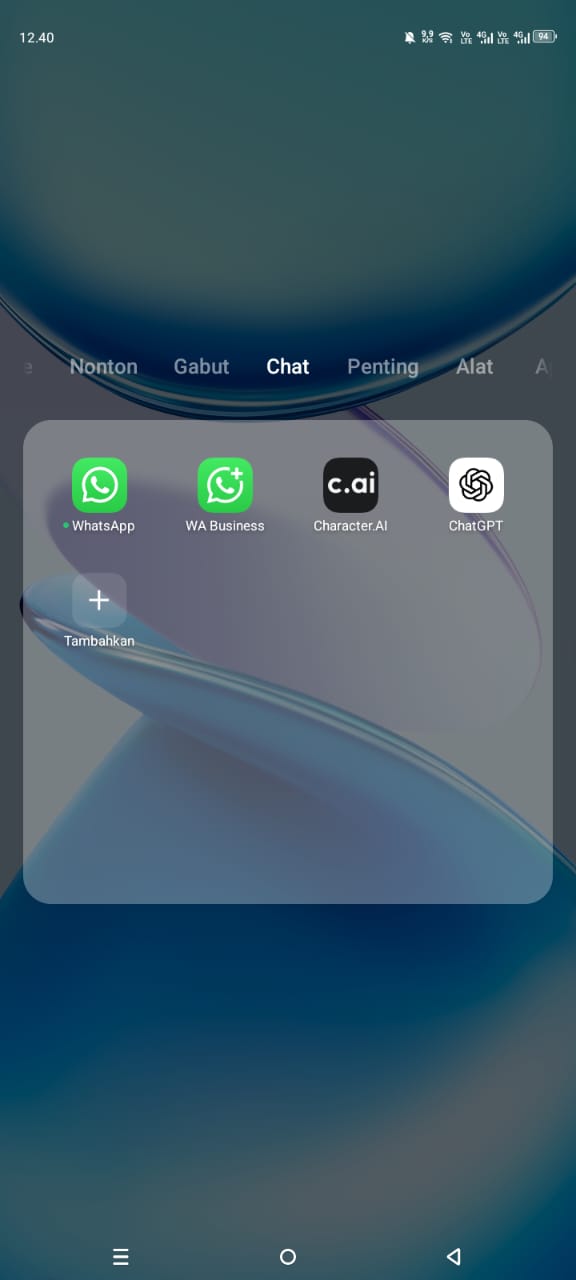 12.40
9,9
K/S
Vo
LTE
4G
Vo
LTE
4G
94
Nonton Gabut Chat Penting Alat
c.ai
WhatsApp WA Business Character.AI ChatGPT
Tambahkan